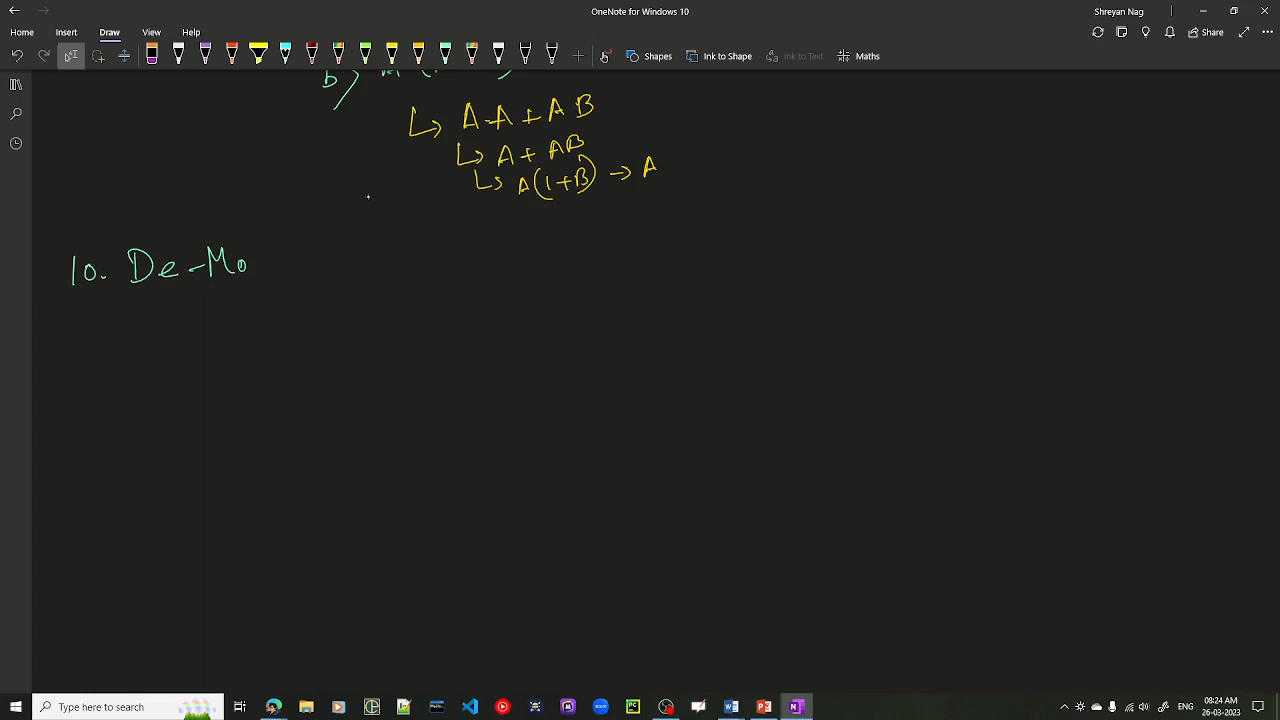 OneNote for Windows 10
Shreyan Nag
Home Insert Draw View Help
Share
Shapes Ink to Shape Ink to Text Maths
b)
A·A + AB
A + AB
A(1+B) → A
10. De-Mo
Type here to search
ENG
08:24 AM
26-03-2023